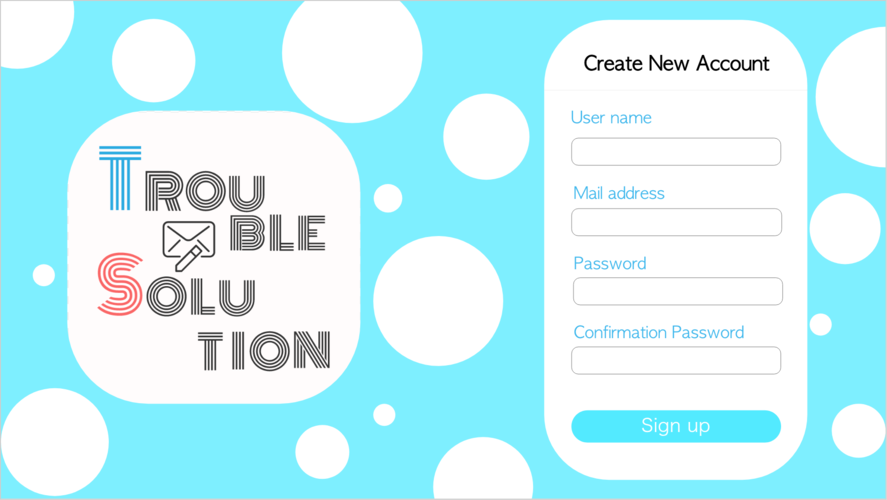 TROU
BLE
SOLU
TION
Create New Account
User name
Mail address
Password
Confirmation Password
Sign up